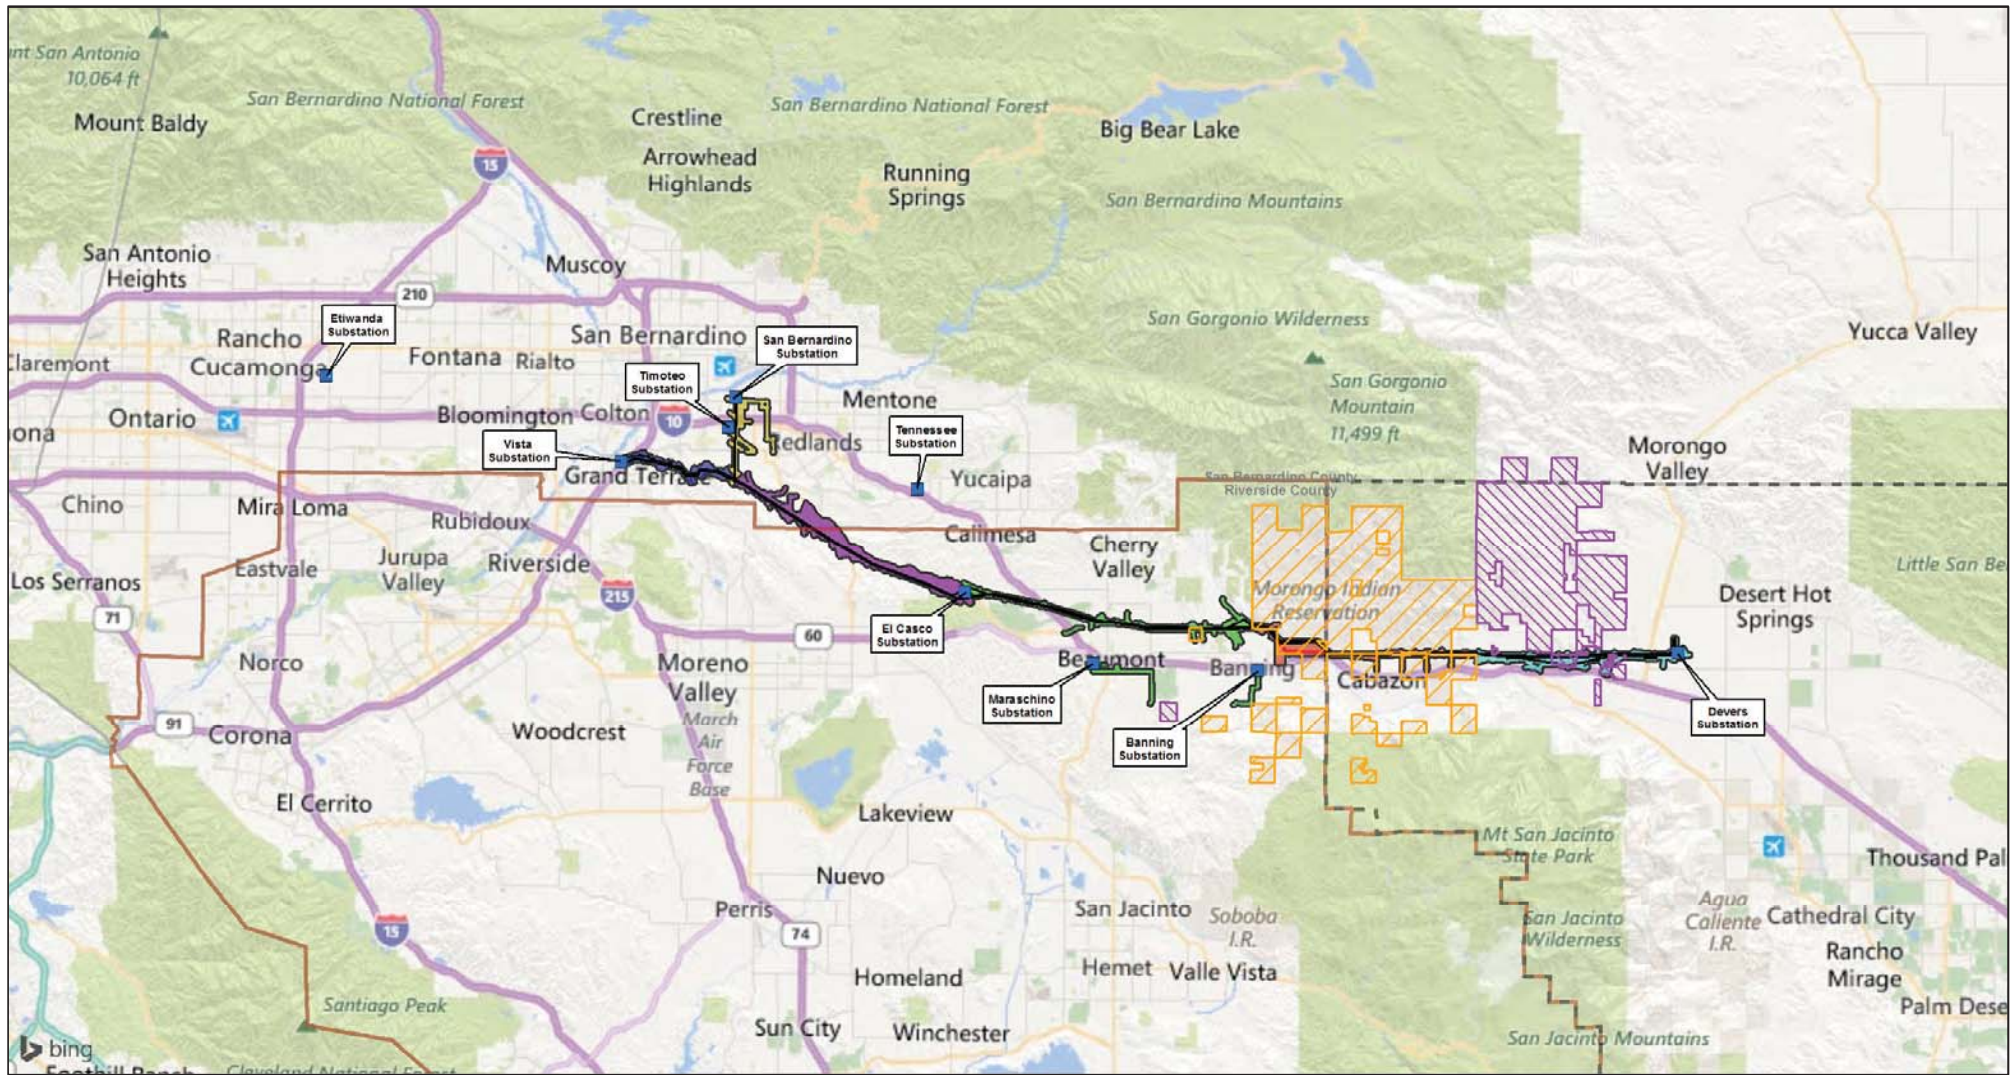 nt San Antonio
10,064 ft
Mount Baldy
San Bernardino National Forest
Crestline
San Bernardino National Forest
Big Bear Lake
Arrowhead
Highlands
Running
Springs
15
San Bernardino Mountains
San Antonio
Heights
Muscoy
210
San Gorgonio Wilderness
Yucca Valley
Etiwanda
Substation
Rancho
Cucamonga
Claremont
Fontana
Rialto
San Bernardino
San Bernardino
Substation
Timoteo
Substation
San Gorgonio
Mountain
11,499 ft
Mentone
Ontario
Bloomington
Colton
10
ona
Vista
Substation
Redlands
Tennessee
Substation
Morongo
Valley
Grand Terrace
Yucaipa
San Bernardino County
Riverside County
Chino
Mira Loma
Rubidoux
Calimesa
Cherry
Valley
Jurupa
Valley
Riverside
Eastvale
Los Serranos
Little San Be
Morongo Indian
Reservation
Desert Hot
Springs
71
215
60
El Casco
Substation
Norco
Moreno
Valley
Beaumont
Banning
Cabazon
Maraschino
Substation
Devers
Substation
91
Corona
Woodcrest
March
Air
Force
Base
Banning
Substation
El Cerrito
Lakeview
Mt San Jacinto
State Park
Thousand Pal
Nuevo
Perris
San Jacinto
Soboba
I.R.
San Jacinto
Wilderness
Agua
Caliente
I.R.
Cathedral City
15
74
Rancho
Mirage
Homeland
Hemet
Valle Vista
Santiago Peak
Palm Dese
Sun City
Winchester
San Jacinto Mountains
bing
Foothill Ranch
Cleveland National Forest